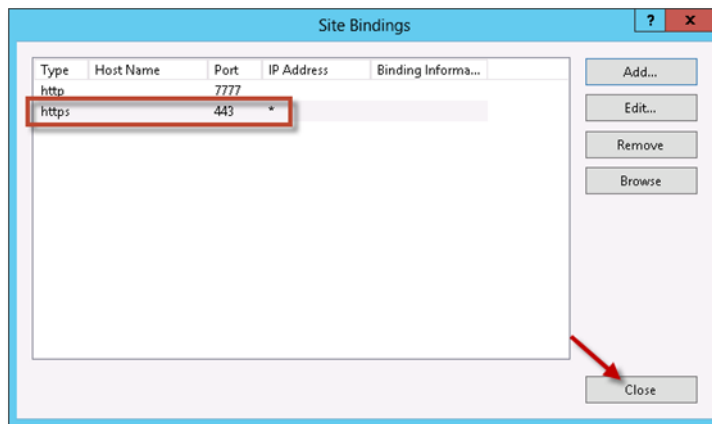 Site Bindings
? x
Type Host Name Port IP Address Binding Informa...
http 7777
https 443 *
Add...
Edit...
Remove
Browse
Close